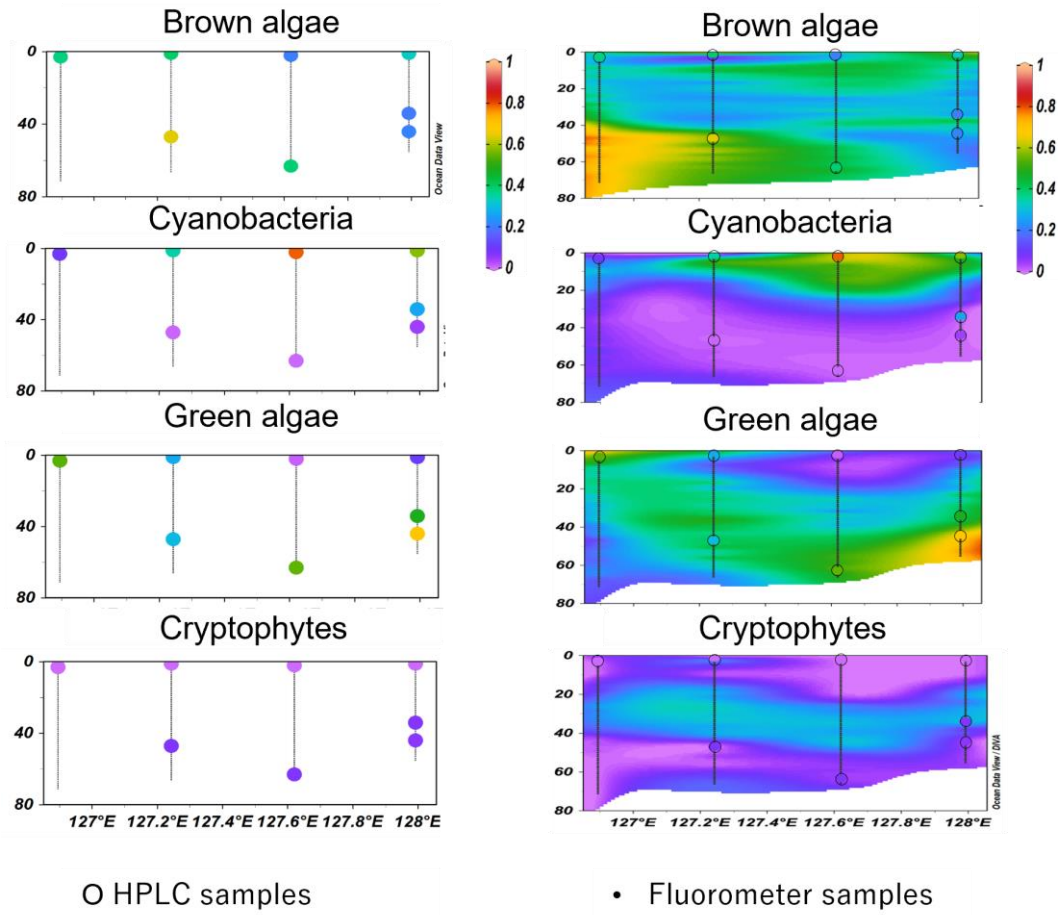 Brown algae
0
40
80
1
0.8
0.6
0.4
0.2
0
Ocean Data View
Cyanobacteria
0
40
80
Green algae
0
40
80
Cryptophytes
0
40
80
127°E
127.2°E
127.4°E
127.6°E
127.8°E
128°E
O HPLC samples
Brown algae
0
20
40
60
80
1
0.8
0.6
0.4
0.2
0
Cyanobacteria
0
20
40
60
80
Green algae
0
20
40
60
80
Cryptophytes
0
20
40
60
80
Ocean Data View / DIVA
127°E
127.2°E
127.4°E
127.6°E
127.8°E
128°E
• Fluorometer samples